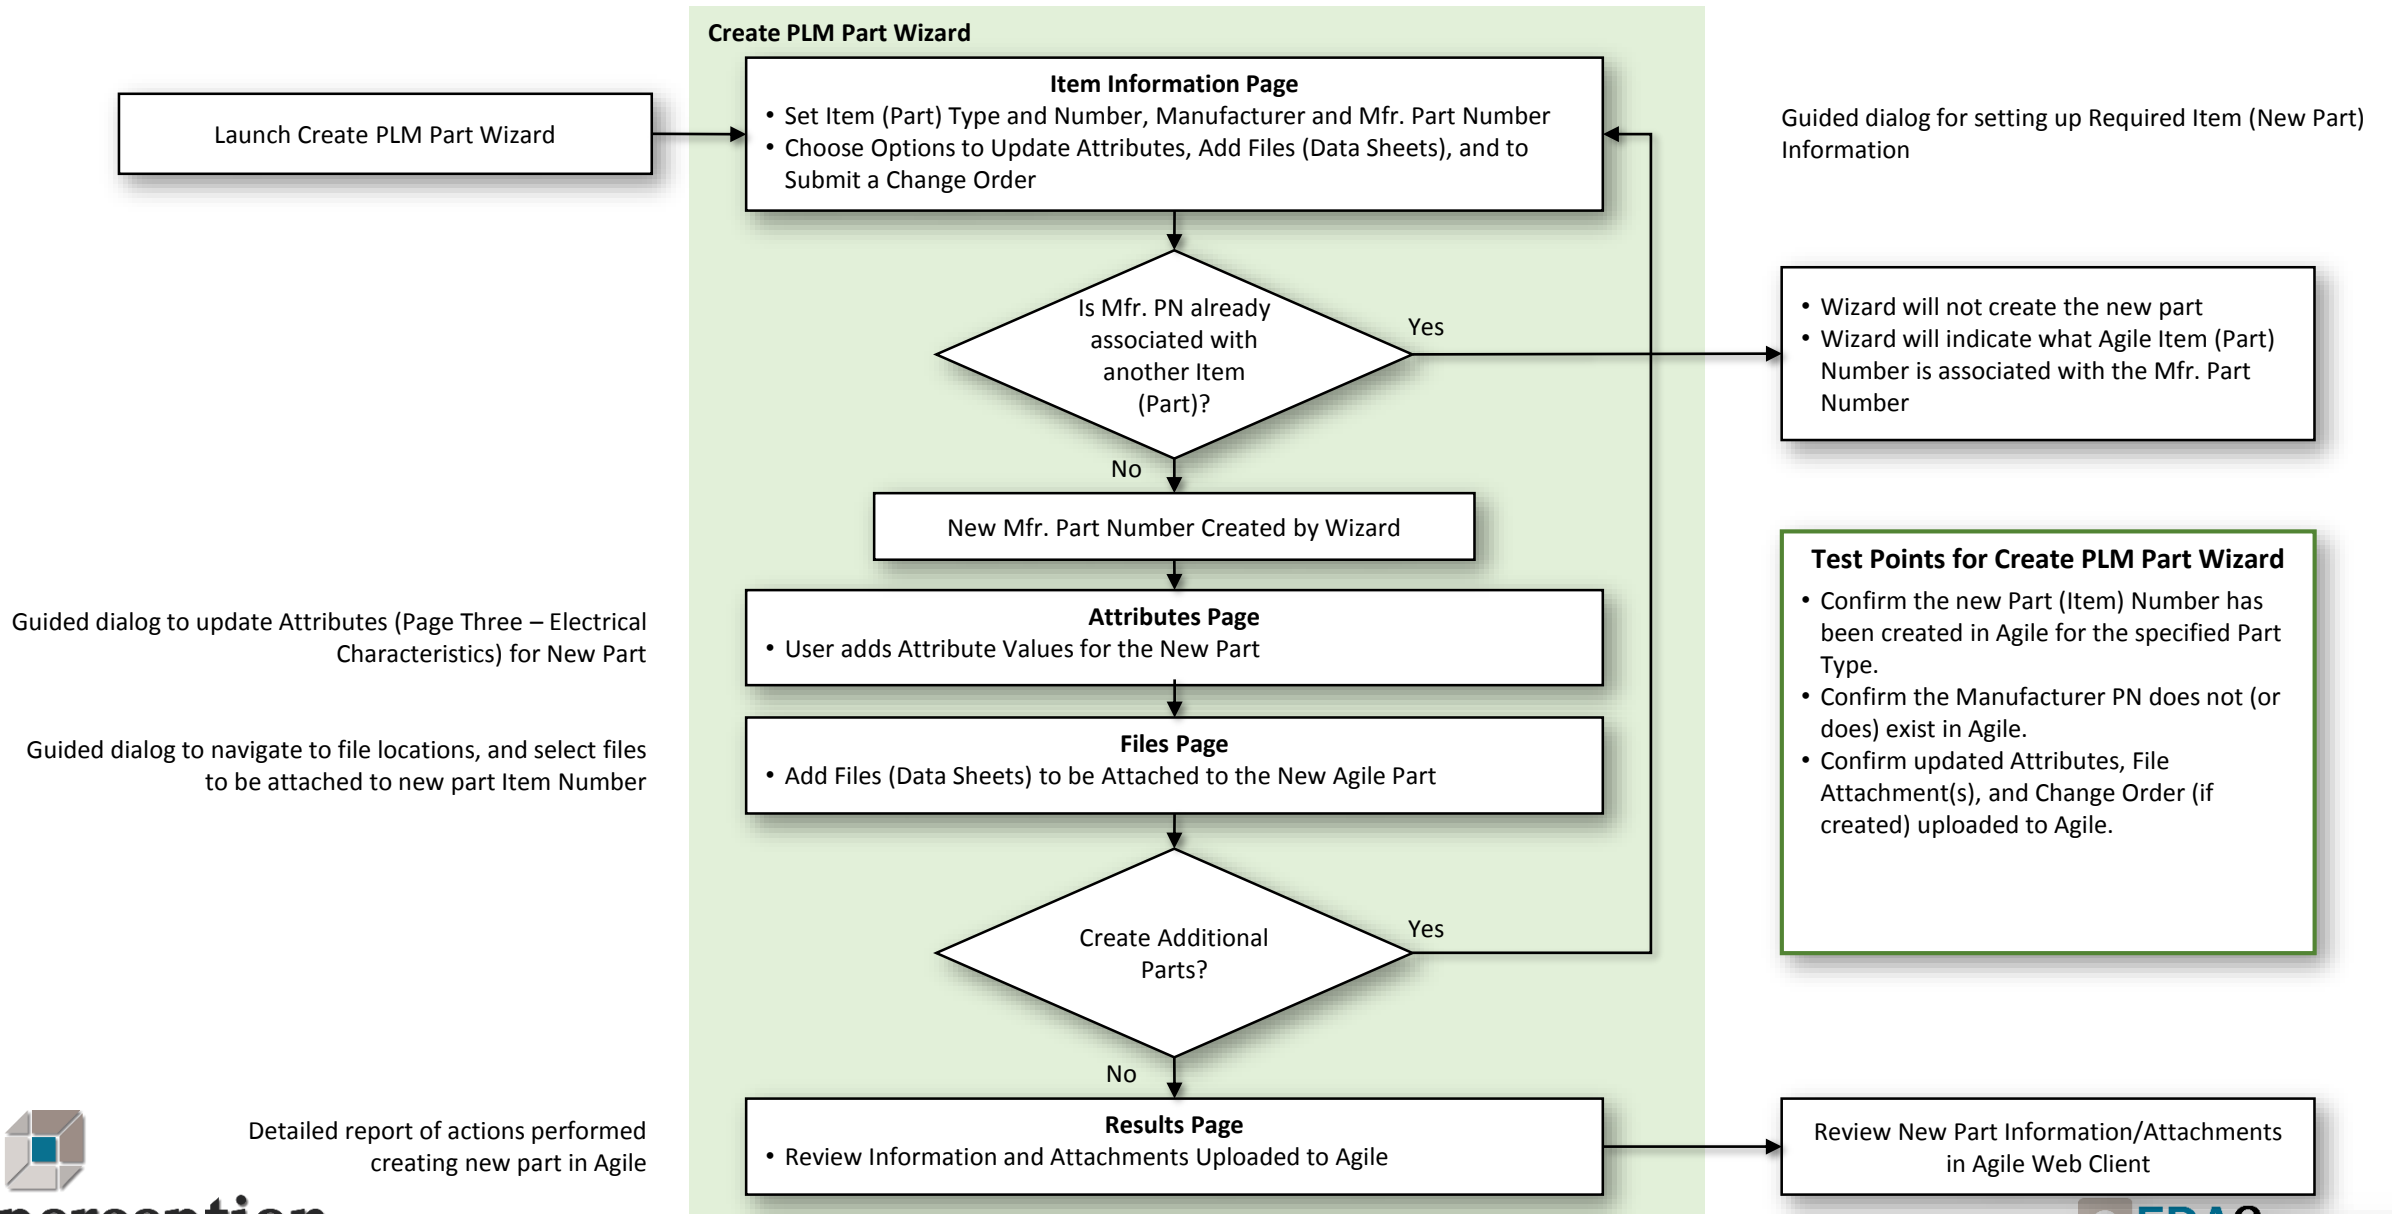 Create PLM Part Wizard
Launch Create PLM Part Wizard
Item Information Page
• Set Item (Part) Type and Number, Manufacturer and Mfr. Part Number
• Choose Options to Update Attributes, Add Files (Data Sheets), and to
Submit a Change Order
Guided dialog for setting up Required Item (New Part)
Information
Is Mfr. PN already
associated with
another Item
(Part)?
Yes
• Wizard will not create the new part
• Wizard will indicate what Agile Item (Part)
Number is associated with the Mfr. Part
Number
No
New Mfr. Part Number Created by Wizard
Guided dialog to update Attributes (Page Three – Electrical
Characteristics) for New Part
Attributes Page
• User adds Attribute Values for the New Part
Guided dialog to navigate to file locations, and select files
to be attached to new part Item Number
Files Page
• Add Files (Data Sheets) to be Attached to the New Agile Part
Test Points for Create PLM Part Wizard
• Confirm the new Part (Item) Number has
been created in Agile for the specified Part
Type.
• Confirm the Manufacturer PN does not (or
does) exist in Agile.
• Confirm updated Attributes, File
Attachment(s), and Change Order (if
created) uploaded to Agile.
Create Additional
Parts?
Yes
No
Detailed report of actions performed
creating new part in Agile
Results Page
• Review Information and Attachments Uploaded to Agile
Review New Part Information/Attachments
in Agile Web Client
perception